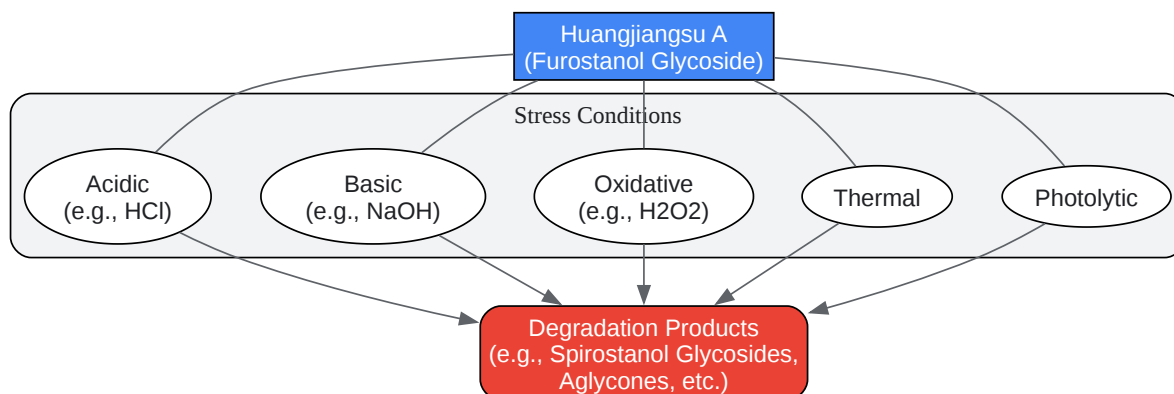 Huangjiangsu A
(Furostanol Glycoside)
Stress Conditions
Acidic
(e.g., HCl)
Basic
(e.g., NaOH)
Oxidative
(e.g., H2O2)
Thermal
Photolytic
Degradation Products
(e.g., Spirostanol Glycosides,
Aglycones, etc.)